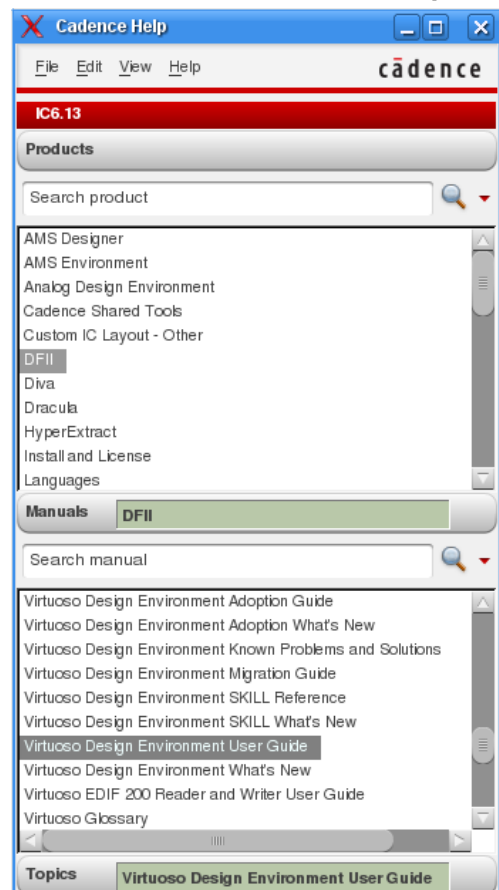 Cadence Help
File Edit View Help
cādence
IC6.13
Products
Search product
AMS Designer
AMS Environment
Analog Design Environment
Cadence Shared Tools
Custom IC Layout - Other
DFII
Diva
Dracula
HyperExtract
Install and License
Languages
Manuals DFII
Search manual
Virtuoso Design Environment Adoption Guide
Virtuoso Design Environment Adoption What's New
Virtuoso Design Environment Known Problems and Solutions
Virtuoso Design Environment Migration Guide
Virtuoso Design Environment SKILL Reference
Virtuoso Design Environment SKILL What's New
Virtuoso Design Environment User Guide
Virtuoso Design Environment What's New
Virtuoso EDIF 200 Reader and Writer User Guide
Virtuoso Glossary
Topics Virtuoso Design Environment User Guide